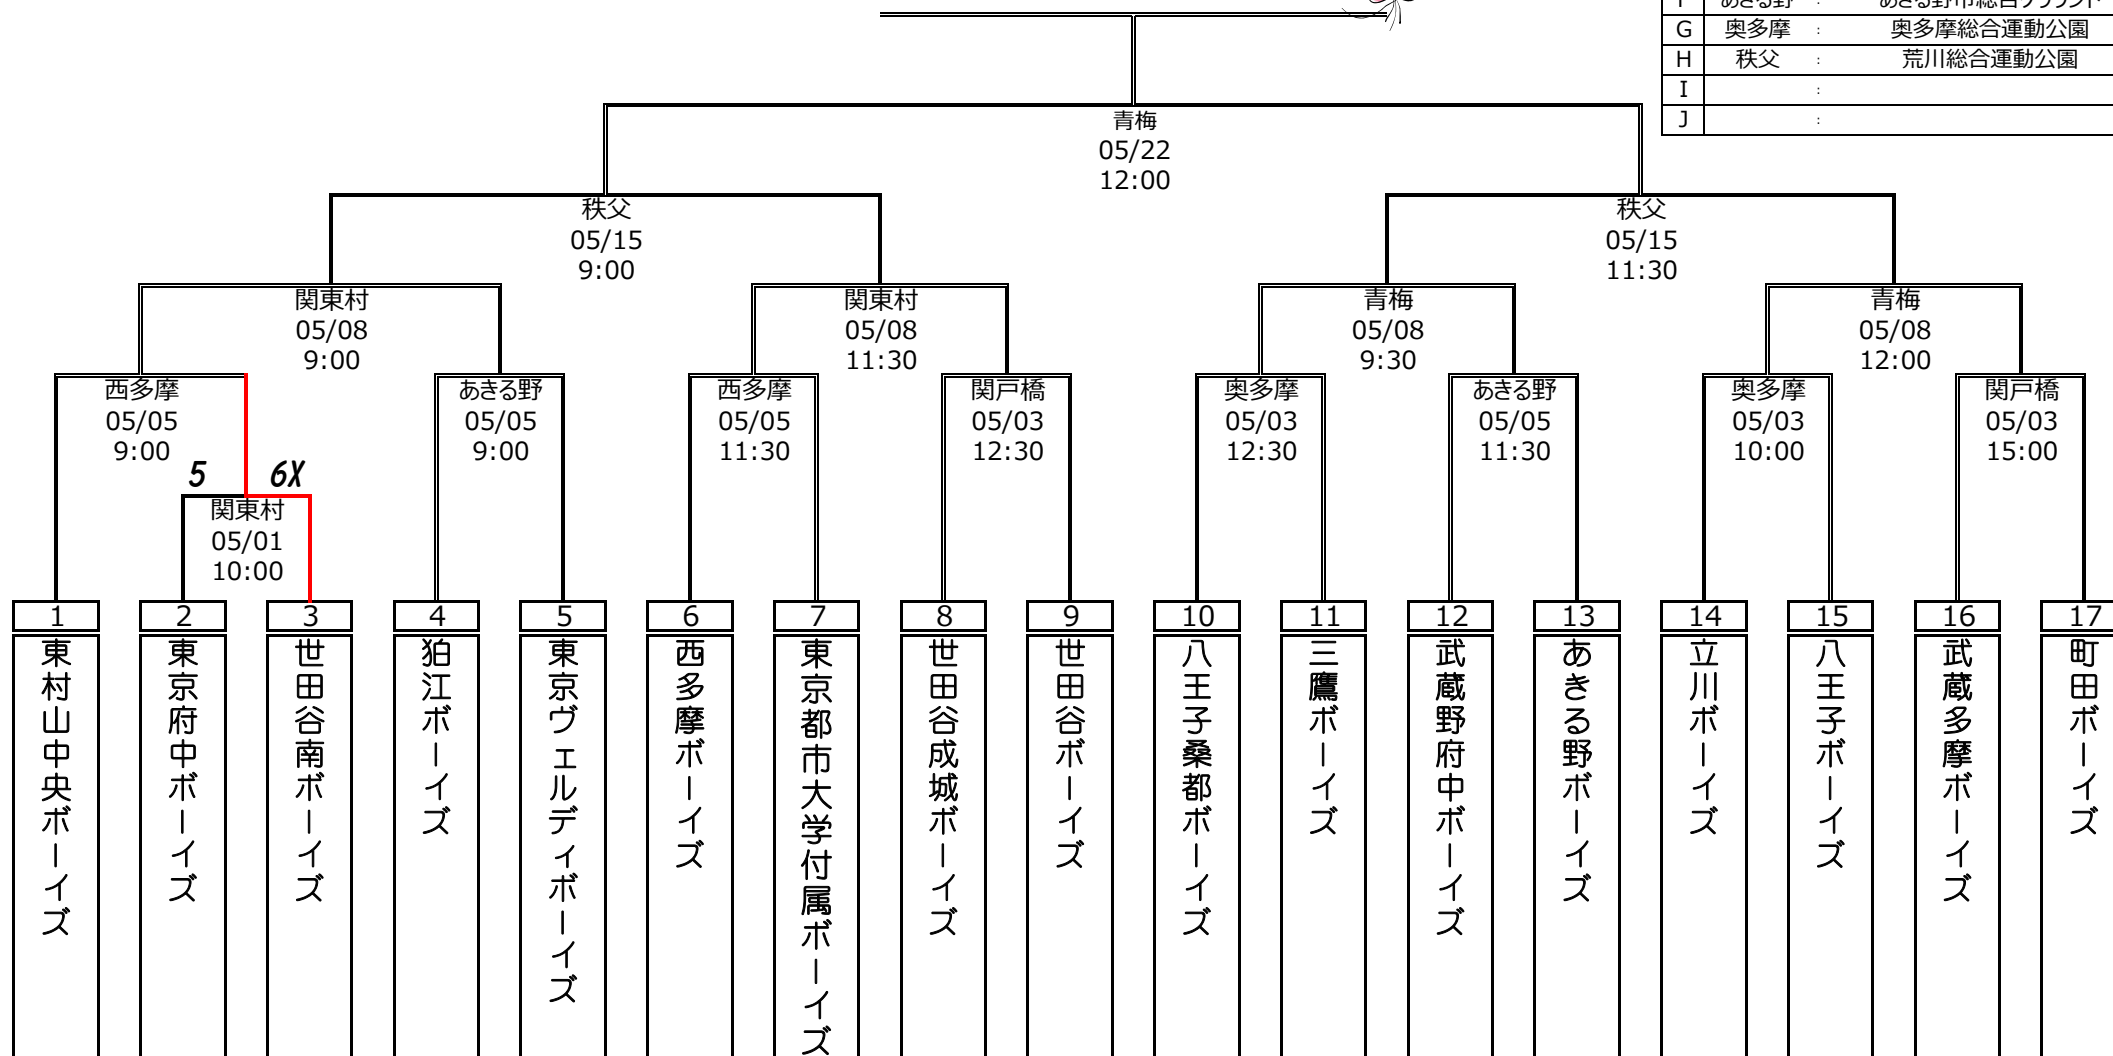 あきる野 :
G 奥多摩 : 奥多摩総合運動公園
H 秩父 : 荒川総合運動公園
I :
J :
青梅
05/22
12:00
秩父
05/15
9:00
秩父
05/15
11:30
関東村
05/08
9:00
関東村
05/08
11:30
青梅
05/08
9:30
青梅
05/08
12:00
西多摩
05/05
9:00
あきる野
05/05
9:00
西多摩
05/05
11:30
関戸橋
05/03
12:30
奥多摩
05/03
12:30
あきる野
05/05
11:30
奥多摩
05/03
10:00
関戸橋
05/03
15:00
5 6X
関東村
05/01
10:00
1
東村山中央ボーイズ
2
東京府中ボーイズ
3
世田谷南ボーイズ
4
狛江ボーイズ
5
東京ヴェルディボーイズ
6
西多摩ボーイズ
7
東京都市大学付属ボーイズ
8
世田谷成城ボーイズ
9
世田谷ボーイズ
10
八王子桑都ボーイズ
11
三鷹ボーイズ
12
武蔵野府中ボーイズ
13
あきる野ボーイズ
14
立川ボーイズ
15
八王子ボーイズ
16
武蔵多摩ボーイズ
17
町田ボーイズ